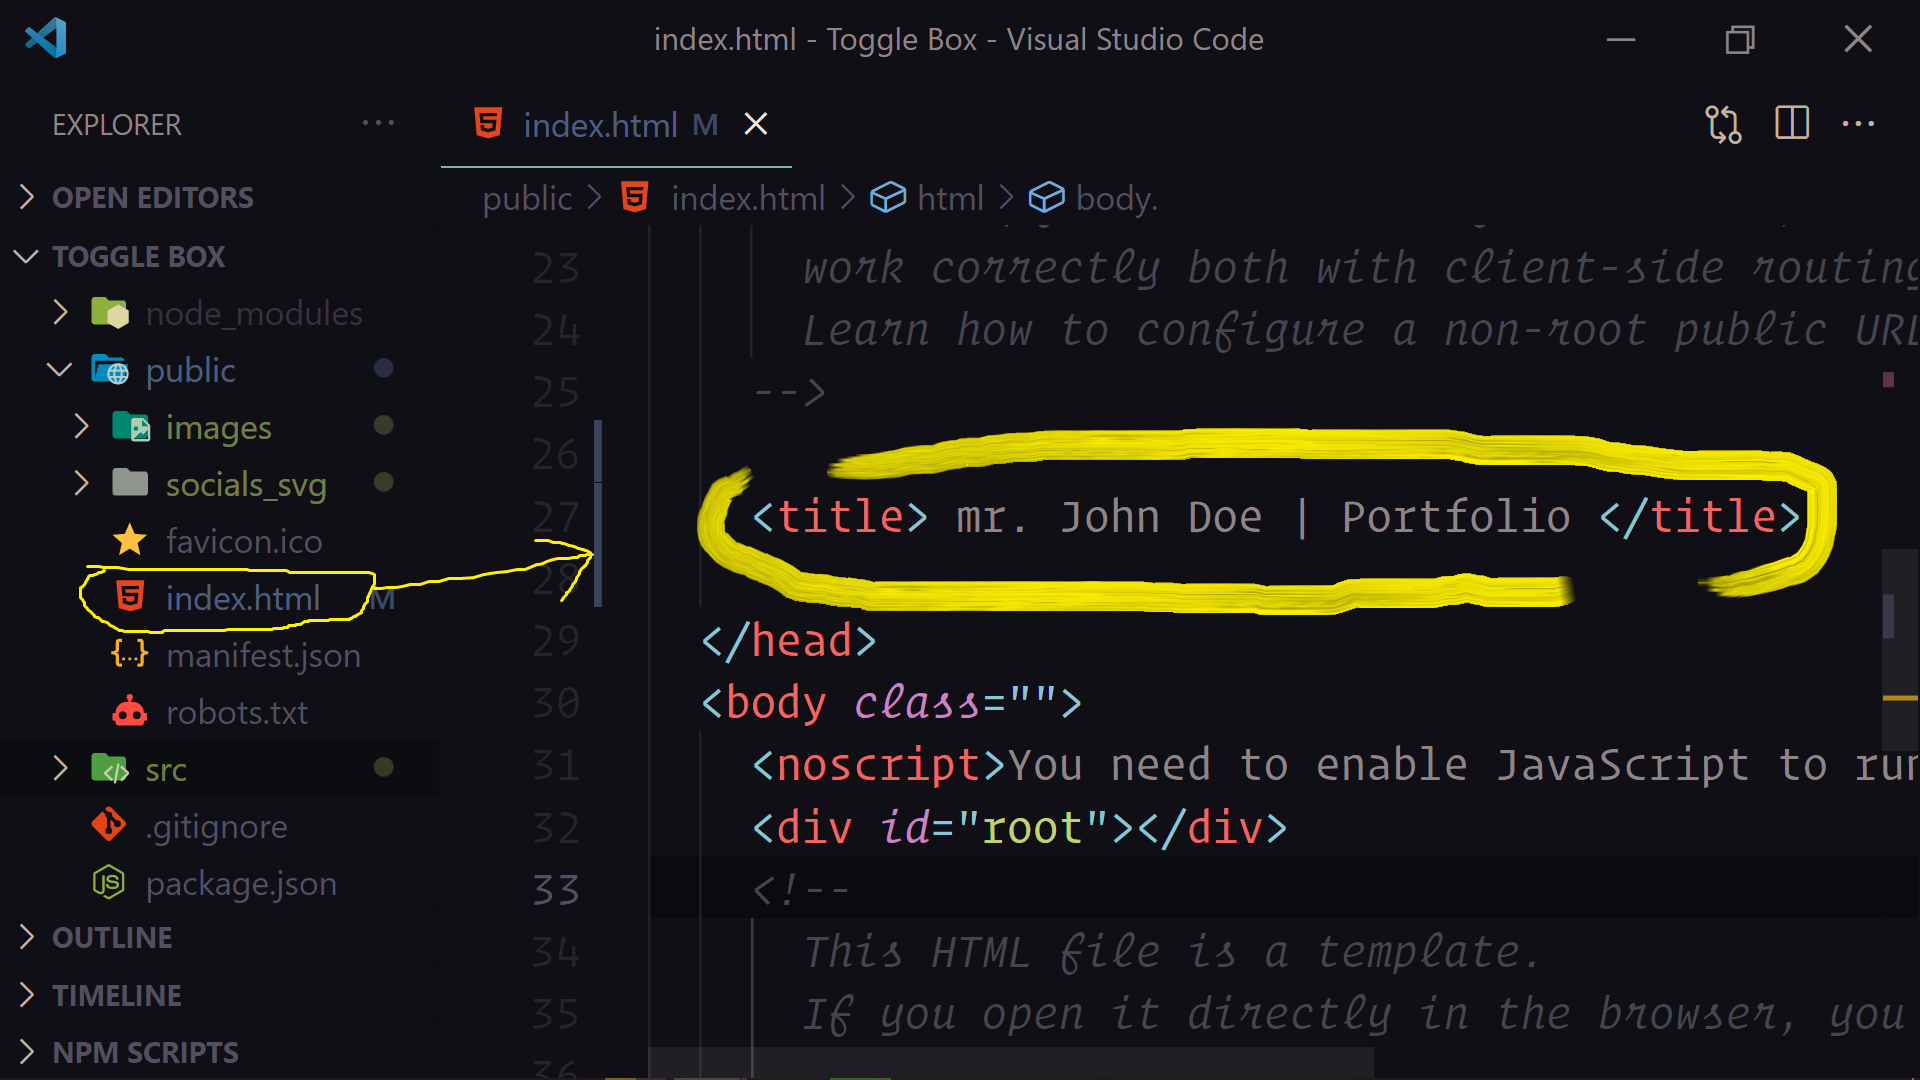 index.html - Toggle Box - Visual Studio Code
EXPLORER
index.html M
OPEN EDITORS
public > index.html > html > body.
TOGGLE BOX
node_modules
public
images
socials_svg
favicon.ico
index.html M
manifest.json
robots.txt
src
.gitignore
package.json
OUTLINE
TIMELINE
NPM SCRIPTS
23 work correctly both with client-side routing
24 Learn how to configure a non-root public URL
25 -->
26
27 <title> mr. John Doe | Portfolio </title>
28
29 </head>
30 <body class="">
31 <noscript>You need to enable JavaScript to run
32 <div id="root"></div>
33 <!--
34 This HTML file is a template.
35 If you open it directly in the browser, you
36